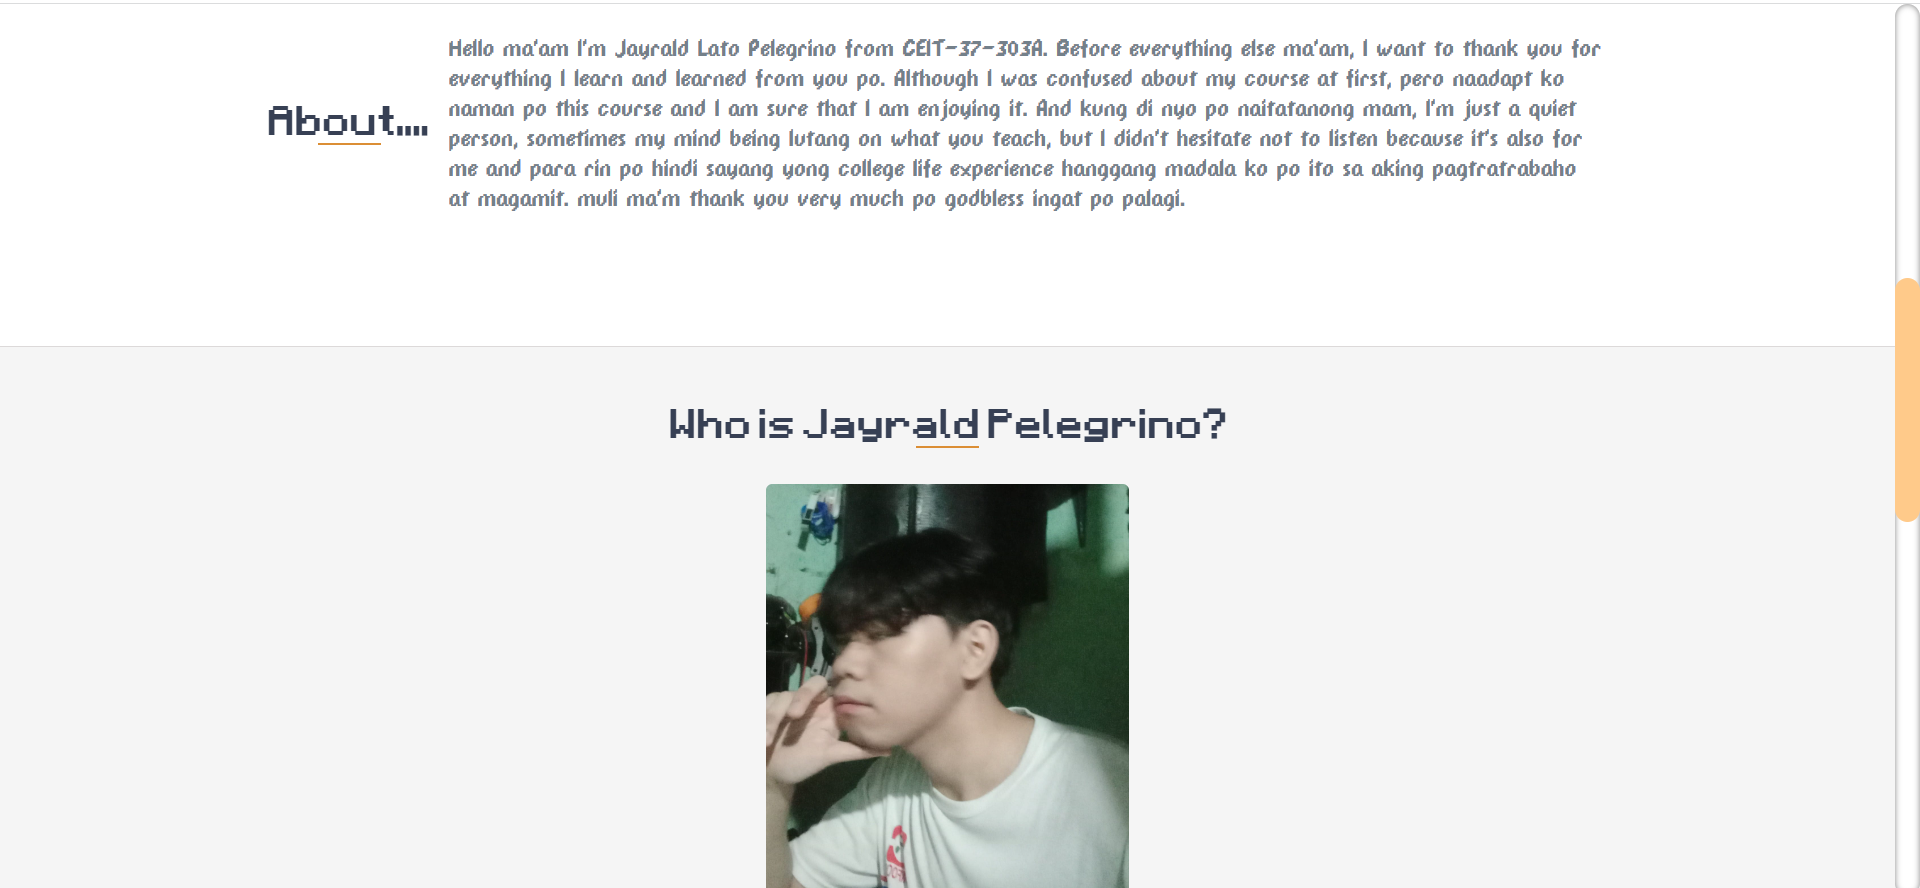 Hello ma'am I'm Jayrald Lato Pelegrino from CEIT-37-303A. Before everything else ma'am, I want to thank you for
everything I learn and learned from you po. Although I was confused about my course at first, pero naadapt ko
About....
naman po this course and I am sure that I am enjoying it. And kung di nyo po naitatanong mam, I'm just a quiet
person, sometimes my mind being lutang on what you teach, but I didn't hesitate not to listen because it's also for
me and para rin po hindi sayang yong college life experience hanggang madala ko po ito sa aking pagtratrabaho
at magamit. muli ma'm thank you very much po godbless ingat po palagi.
Who is Jayrald Pelegrino?